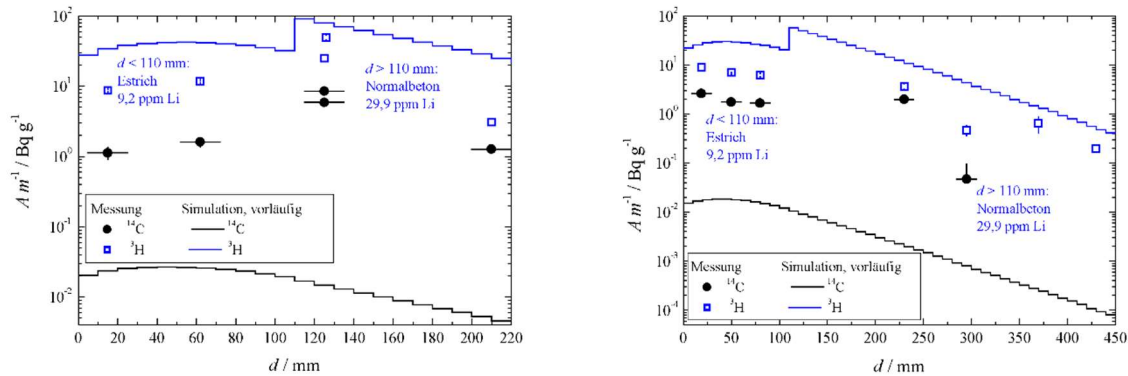 10²
10¹
10⁰
10⁻¹
10⁻²
A m⁻¹ / Bq g⁻¹
d < 110 mm:
Estrich
9,2 ppm Li
d > 110 mm:
Normalbeton
29,9 ppm Li
Messung Simulation, vorläufig
¹⁴C ¹⁴C
³H ³H
0 20 40 60 80 100 120 140 160 180 200 220
d / mm
10²
10¹
10⁰
10⁻¹
10⁻²
10⁻³
10⁻⁴
A m⁻¹ / Bq g⁻¹
d < 110 mm:
Estrich
9,2 ppm Li
d > 110 mm:
Normalbeton
29,9 ppm Li
Messung Simulation, vorläufig
¹⁴C ¹⁴C
³H ³H
0 50 100 150 200 250 300 350 400 450
d / mm